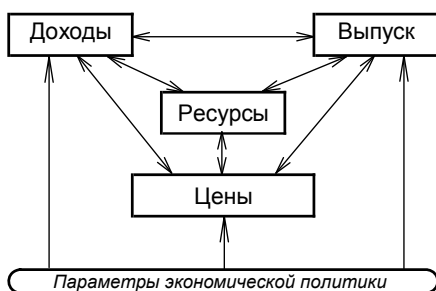 Доходы
Выпуск
Ресурсы
Цены
Параметры экономической политики